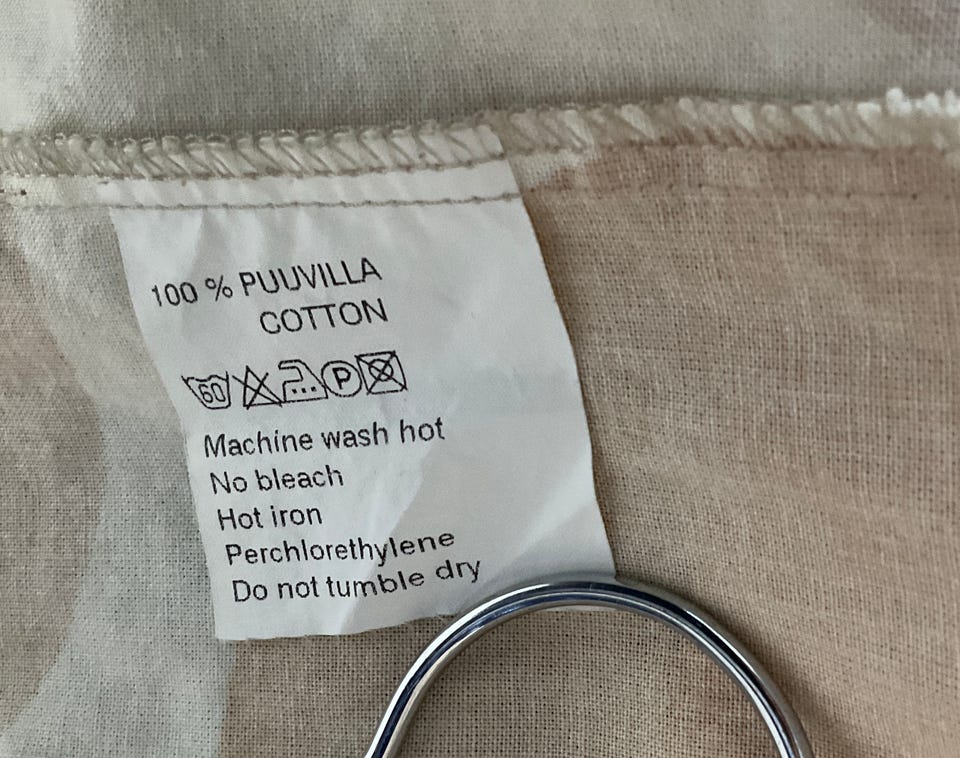 100 % PUUVILLA
COTTON
60 P
Machine wash hot
No bleach
Hot iron
Perchlorethylene
Do not tumble dry